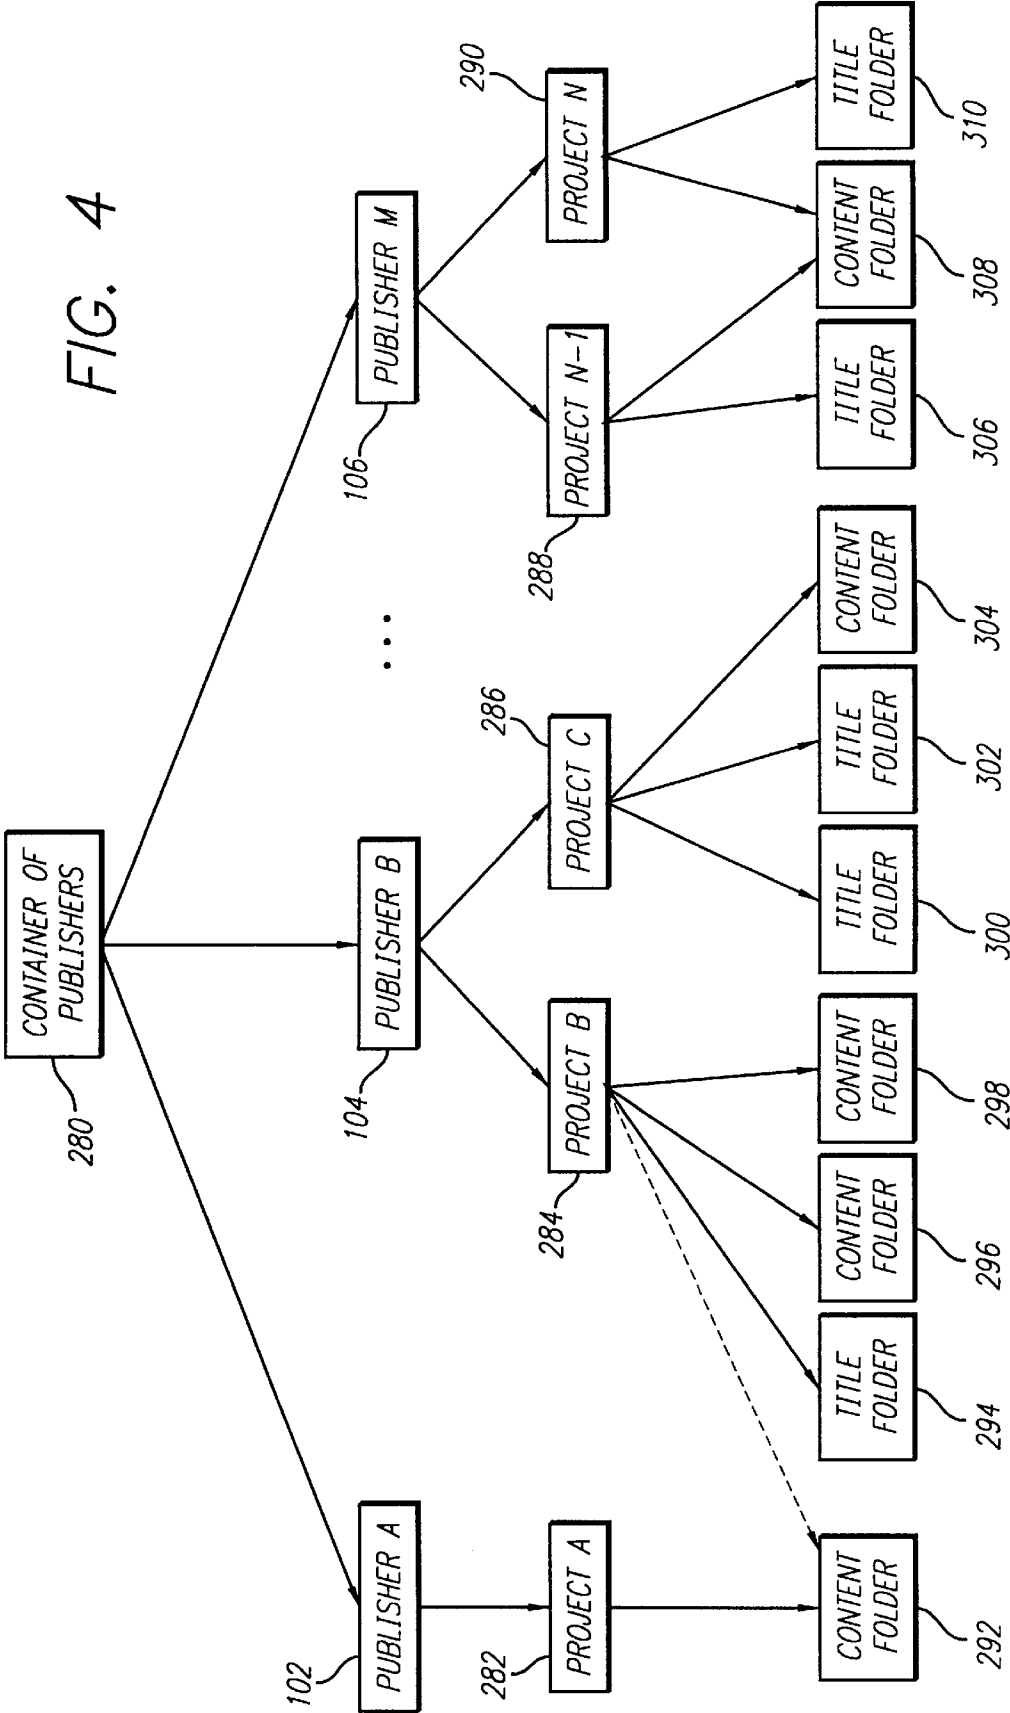 FIG. 4
CONTAINER OF
PUBLISHERS
280
PUBLISHER A
102
PUBLISHER B
104
...
PUBLISHER M
106
PROJECT A
282
PROJECT B
284
PROJECT C
286
PROJECT N-1
288
PROJECT N
290
CONTENT
FOLDER
292
TITLE
FOLDER
294
CONTENT
FOLDER
296
CONTENT
FOLDER
298
TITLE
FOLDER
300
TITLE
FOLDER
302
CONTENT
FOLDER
304
TITLE
FOLDER
306
CONTENT
FOLDER
308
TITLE
FOLDER
310